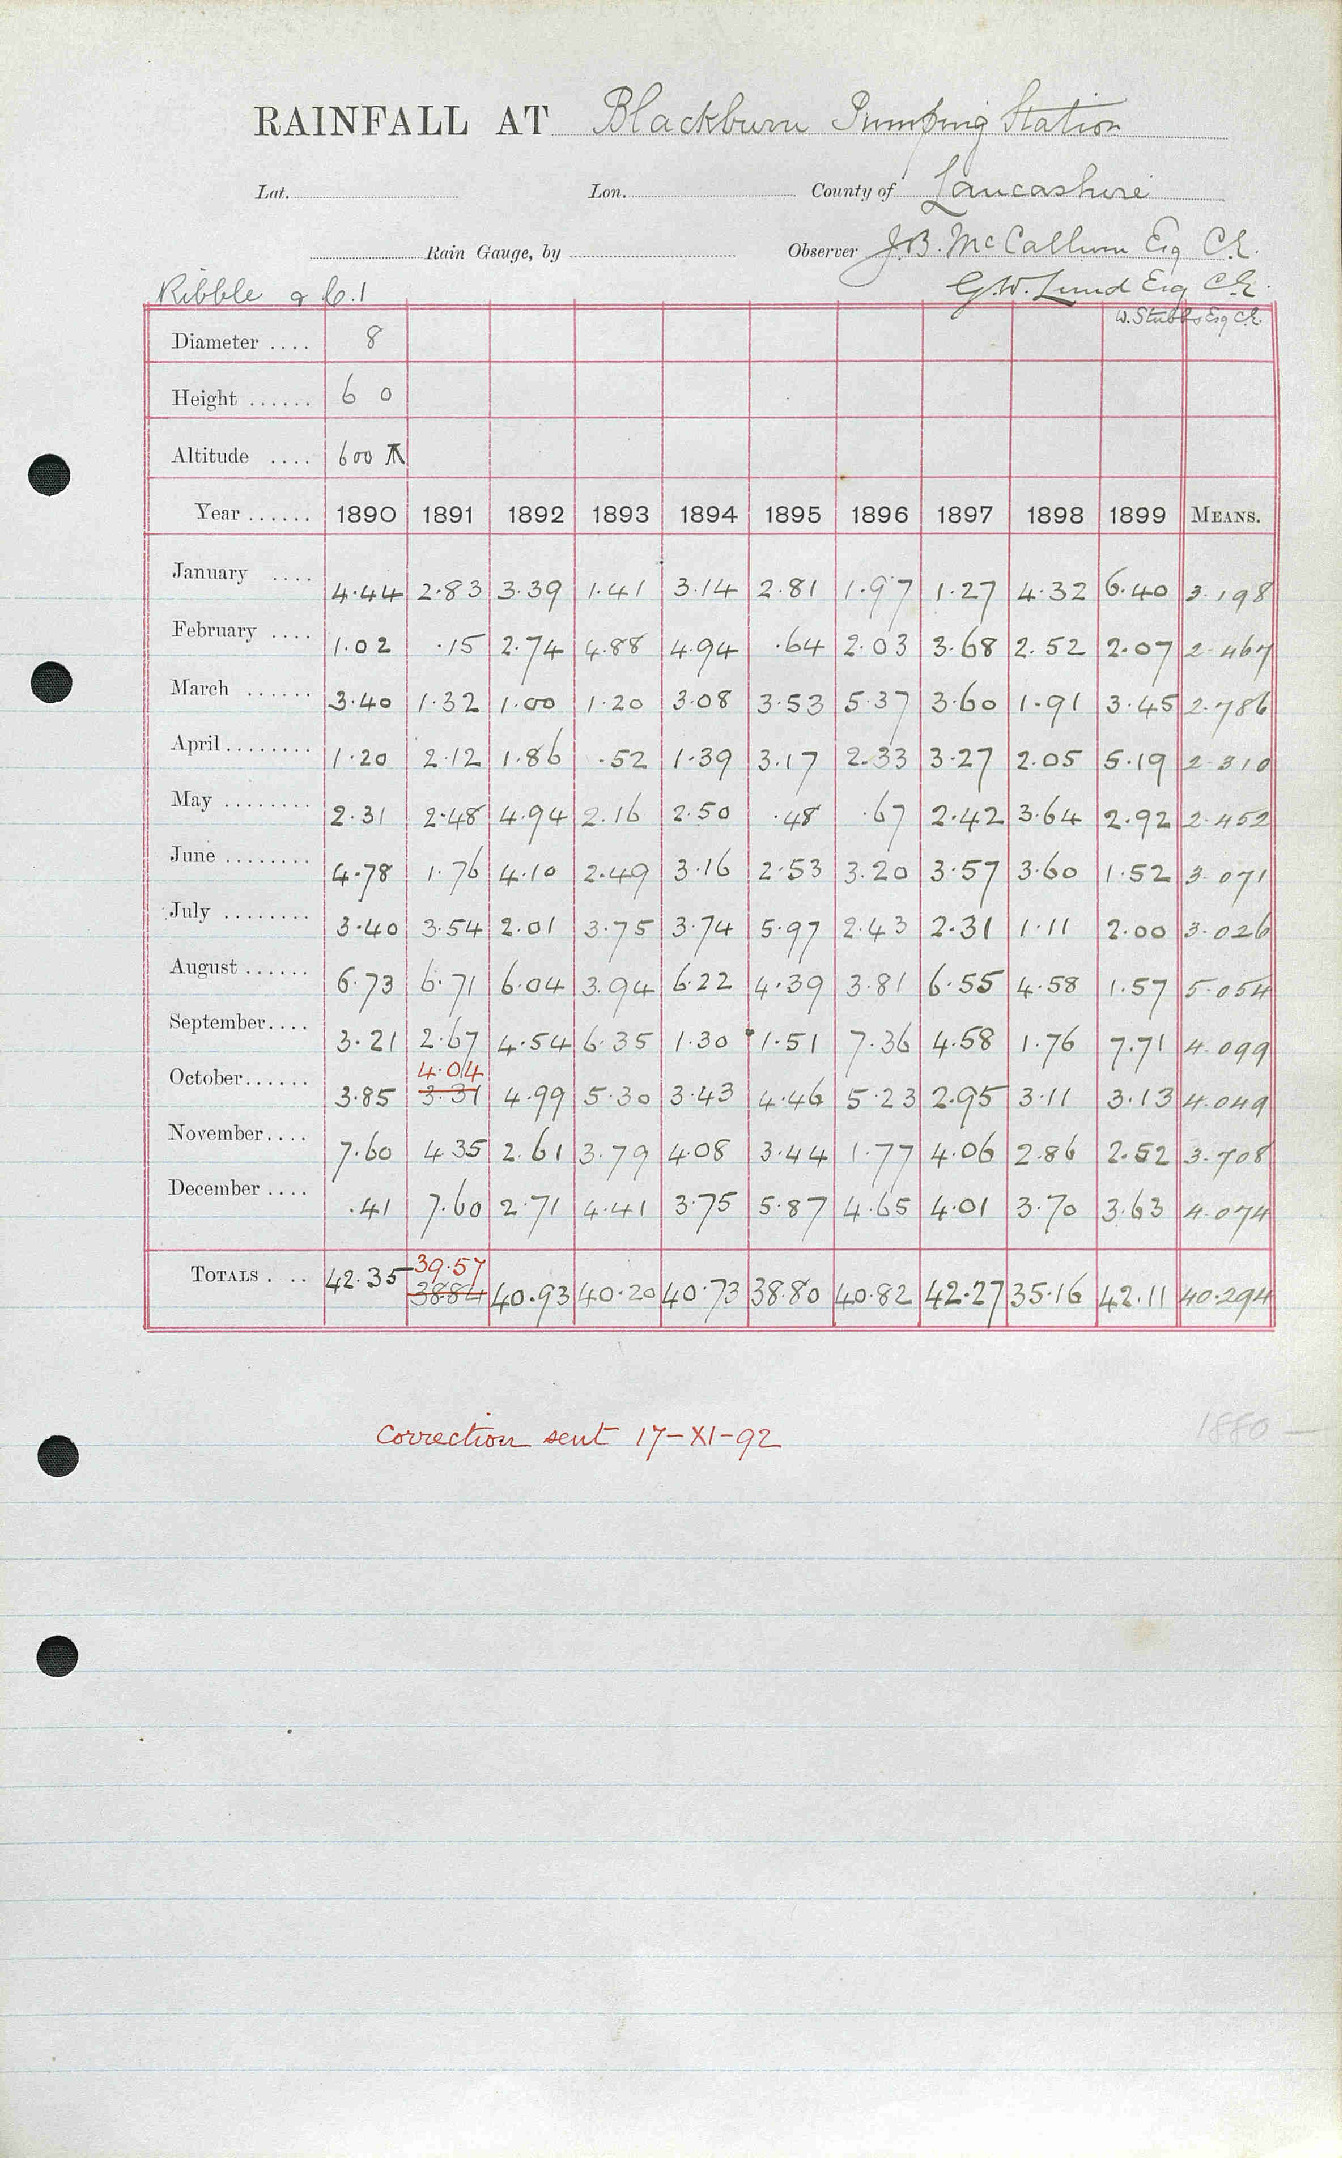 RAINFALL AT Blackburn Pumping Station
Lat. Lon. County of Lancashire
Rain Gauge, by Observer J.B. McCallum Esq C.E.
Ribble & C.1 G.W. Lund Esq C.E.
W. Stubbs Esq C.E.
Diameter .... 8
Height ...... 6 0
Altitude .... 600
Year ...... 1890 1891 1892 1893 1894 1895 1896 1897 1898 1899 MEANS.
January .... 4.44 2.83 3.39 1.41 3.14 2.81 1.97 1.27 4.32 6.40 3.198
February .... 1.02 .15 2.74 4.88 4.94 .64 2.03 3.68 2.52 2.07 2.467
March ...... 3.40 1.32 1.00 1.20 3.08 3.53 5.37 3.60 1.91 3.45 2.786
April ........ 1.20 2.12 1.86 .52 1.39 3.17 2.33 3.27 2.05 5.19 2.310
May ........ 2.31 2.48 4.94 2.16 2.50 .48 .67 2.42 3.64 2.92 2.452
June ........ 4.78 1.76 4.10 2.49 3.16 2.53 3.20 3.57 3.60 1.52 3.071
July ........ 3.40 3.54 2.01 3.75 3.74 5.97 2.43 2.31 1.11 2.00 3.026
August ...... 6.73 6.71 6.04 3.94 6.22 4.39 3.81 6.55 4.58 1.57 5.054
September.... 3.21 2.67 4.54 6.35 1.30 1.51 7.36 4.58 1.76 7.71 4.099
4.04
October...... 3.85 3.31 4.99 5.30 3.43 4.46 5.23 2.95 3.11 3.13 4.049
November.... 7.60 4.35 2.61 3.79 4.08 3.44 1.77 4.06 2.86 2.52 3.708
December .... .41 7.60 2.71 4.41 3.75 5.87 4.65 4.01 3.70 3.63 4.074
39.57
TOTALS . .. 42.35 38.84 40.93 40.20 40.73 38.80 40.82 42.27 35.16 42.11 40.294
Correction sent 17-XI-92
1880 —